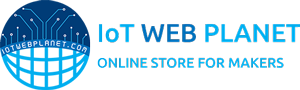 IOTWEBPLANET.COM
IoT WEB PLANET
ONLINE STORE FOR MAKERS